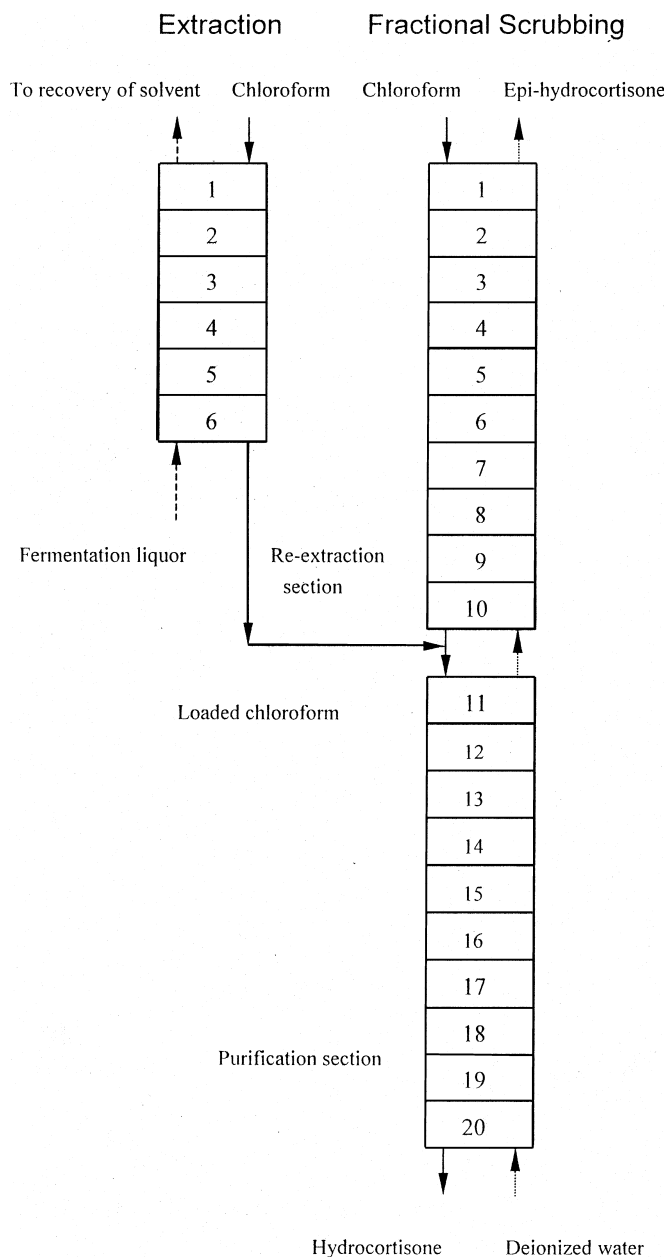 Extraction
Fractional Scrubbing
To recovery of solvent
Chloroform
Chloroform
Epi-hydrocortisone
1
2
3
4
5
6
1
2
3
4
5
6
7
8
9
10
Fermentation liquor
Re-extraction
section
Loaded chloroform
11
12
13
14
15
16
17
18
19
20
Purification section
Hydrocortisone
Deionized water